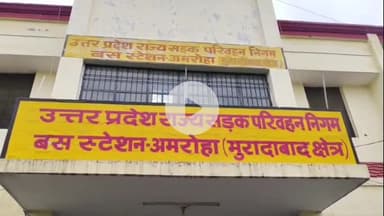 उत्तर प्रदेश राज्य सड़क परिवहन निगम
बस स्टेशन-अमरोहा
उत्तर प्रदेश राज्य सड़क परिवहन निगम
बस स्टेशन-अमरोहा (मुरादाबाद क्षेत्र)